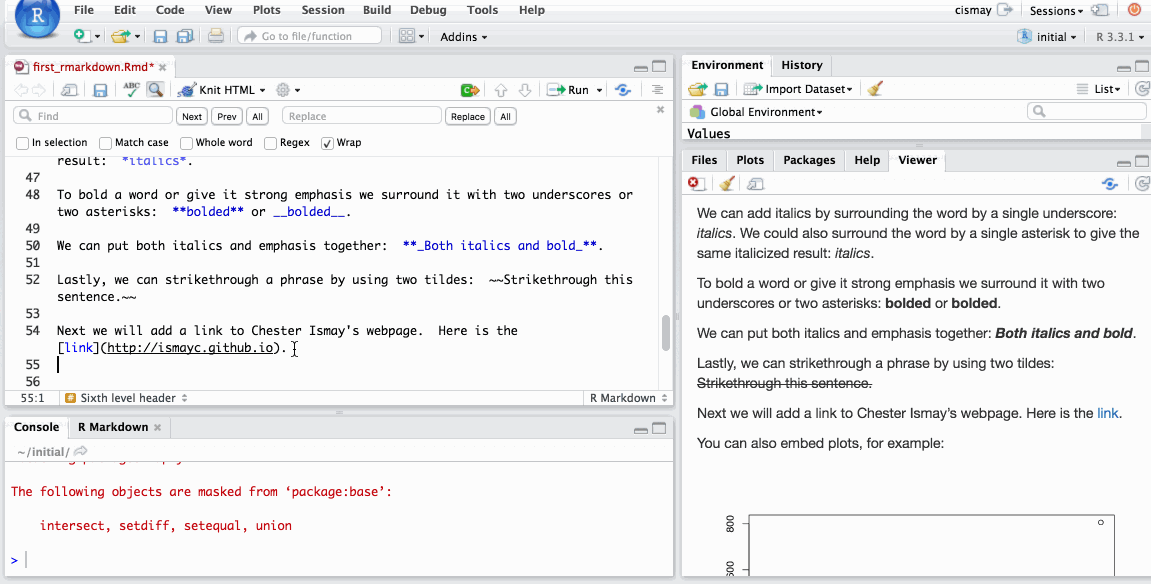 R File Edit Code View Plots Session Build Debug Tools Help cismay Sessions
Go to file/function Addins initial R 3.3.1
first_rmarkdown.Rmd*
ABC Knit HTML Run
Find Next Prev All Replace Replace All
In selection Match case Whole word Regex Wrap
result:  *italics*.
47
48 To bold a word or give it strong emphasis we surround it with two underscores or
two asterisks:  **bolded** or __bolded__.
49
50 We can put both italics and emphasis together:  **_Both italics and bold_**.
51
52 Lastly, we can strikethrough a phrase by using two tildes:  ~~Strikethrough this
sentence.~~
53
54 Next we will add a link to Chester Ismay's webpage.  Here is the
[link](http://ismayc.github.io).
55
56
55:1 # Sixth level header R Markdown
Console R Markdown
~/initial/
The following objects are masked from ‘package:base’:
intersect, setdiff, setequal, union
>
Environment History
Import Dataset List
Global Environment
Values
Files Plots Packages Help Viewer
We can add italics by surrounding the word by a single underscore:
italics. We could also surround the word by a single asterisk to give the
same italicized result: italics.
To bold a word or give it strong emphasis we surround it with two
underscores or two asterisks: bolded or bolded.
We can put both italics and emphasis together: Both italics and bold.
Lastly, we can strikethrough a phrase by using two tildes:
Strikethrough this sentence.
Next we will add a link to Chester Ismay’s webpage. Here is the link.
You can also embed plots, for example:
800
600